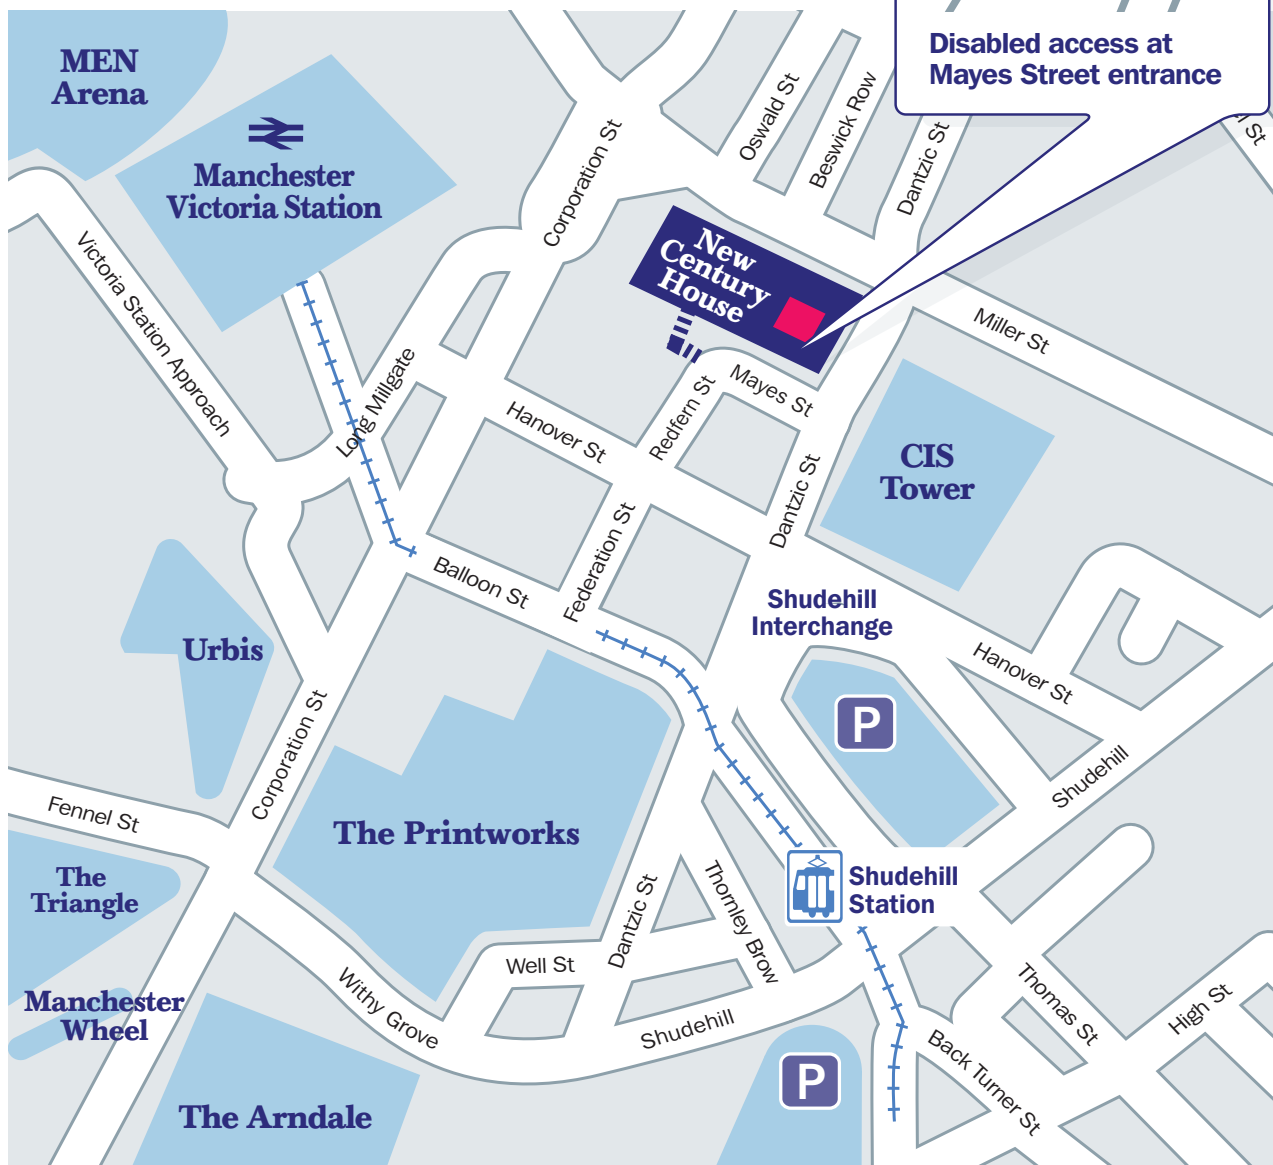 MEN
Arena
Disabled access at
Mayes Street entrance
Manchester
Victoria Station
Oswald St
Beswick Row
Dantzic St
Corporation St
New
Century
House
Victoria Station Approach
Long Millgate
Miller St
Mayes St
Redfern St
Hanover St
CIS
Tower
Dantzic St
Federation St
Balloon St
Shudehill
Interchange
Urbis
Hanover St
P
Corporation St
Shudehill
Fennel St
The Printworks
The
Triangle
Shudehill
Station
Dantzic St
Thornley Brow
Well St
Withy Grove
Manchester
Wheel
Shudehill
Thomas St
High St
Back Turner St
P
The Arndale